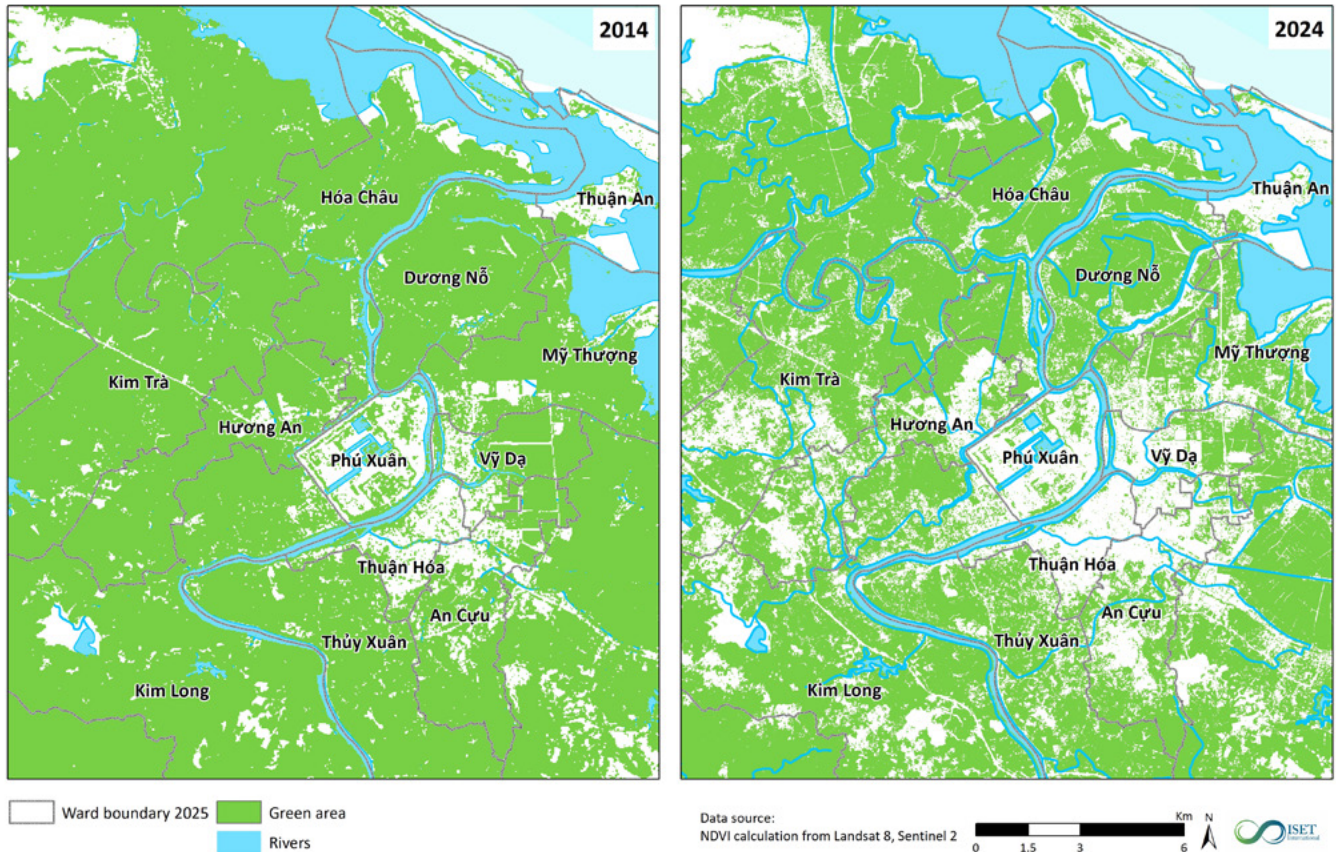 2014
Hóa Châu
Thuận An
Dương Nỗ
Mỹ Thượng
Kim Trà
Hương An
Phú Xuân
Vỹ Dạ
Thuận Hóa
An Cựu
Thủy Xuân
Kim Long
2024
Thuận An
Hóa Châu
Dương Nỗ
Mỹ Thượng
Kim Trà
Hương An
Phú Xuân
Vỹ Dạ
Thuận Hóa
An Cựu
Thủy Xuân
Kim Long
Ward boundary 2025
Green area
Rivers
Data source:
NDVI calculation from Landsat 8, Sentinel 2
Km
0 1.5 3 6
N
ISET
International